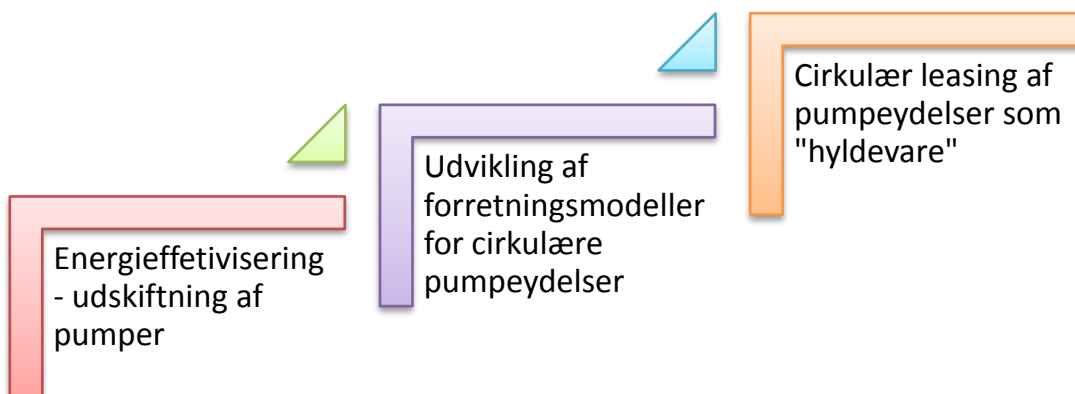 Energieffetivisering
- udskiftning af
pumper
Udvikling af
forretningsmodeller
for cirkulære
pumpeydelser
Cirkulær leasing af
pumpeydelser som
"hyldevare"